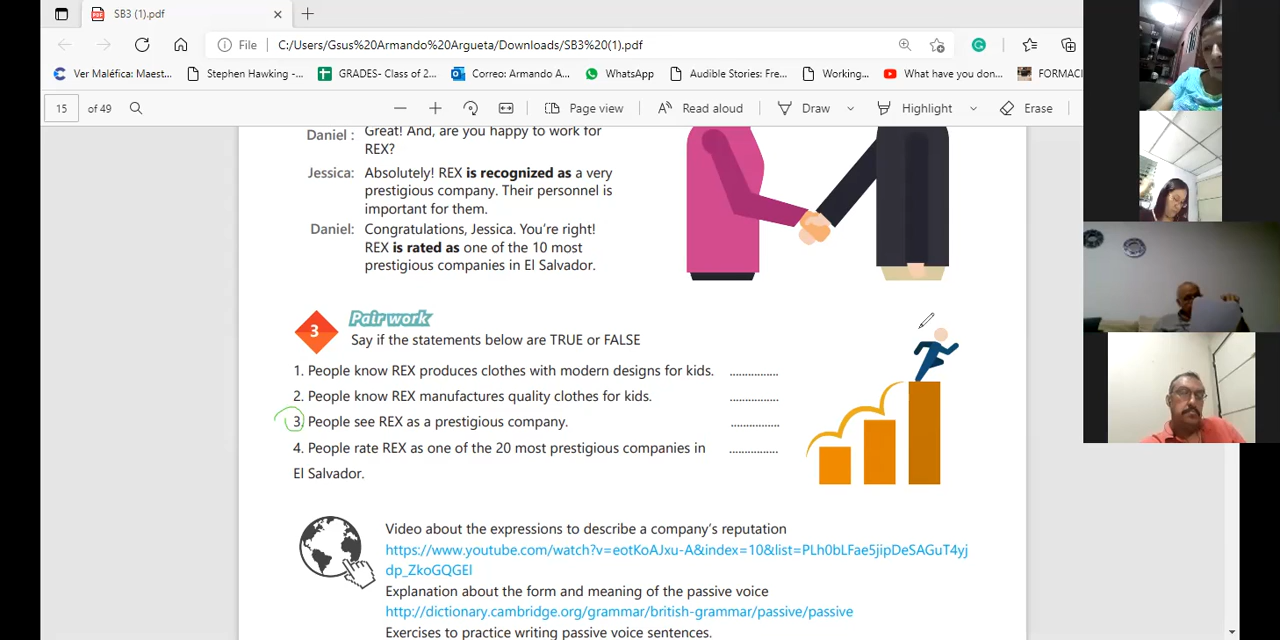 SB3 (1).pdf
File
C:/Users/Gsus%20Armando%20Argueta/Downloads/SB3%20(1).pdf
Ver Maléfica: Maest...
Stephen Hawking -...
GRADES- Class of 2...
Correo: Armando A...
WhatsApp
Audible Stories: Fre...
Working...
What have you don...
FORMACI
15 of 49
Page view
Read aloud
Draw
Highlight
Erase
Daniel : Great! And, are you happy to work for
REX?
Jessica: Absolutely! REX is recognized as a very
prestigious company. Their personnel is
important for them.
Daniel: Congratulations, Jessica. You're right!
REX is rated as one of the 10 most
prestigious companies in El Salvador.
3
Pair work
Say if the statements below are TRUE or FALSE
1. People know REX produces clothes with modern designs for kids. ................
2. People know REX manufactures quality clothes for kids. ................
3. People see REX as a prestigious company. ................
4. People rate REX as one of the 20 most prestigious companies in ................
El Salvador.
Video about the expressions to describe a company's reputation
https://www.youtube.com/watch?v=eotKoAJxu-A&index=10&list=PLh0bLFae5jipDeSAGuT4yj
dp_ZkoGQGEl
Explanation about the form and meaning of the passive voice
http://dictionary.cambridge.org/grammar/british-grammar/passive/passive
Exercises to practice writing passive voice sentences.